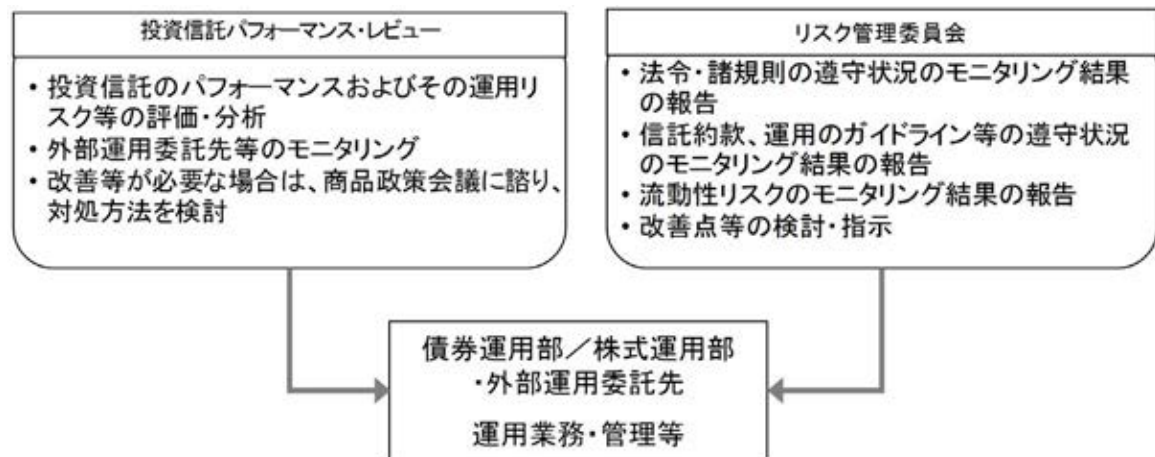 投資信託パフォーマンス・レビュー
・投資信託のパフォーマンスおよびその運用リ
スク等の評価・分析
・外部運用委託先等のモニタリング
・改善等が必要な場合は、商品政策会議に諮り、
対処方法を検討
リスク管理委員会
・法令・諸規則の遵守状況のモニタリング結果
の報告
・信託約款、運用のガイドライン等の遵守状況
のモニタリング結果の報告
・流動性リスクのモニタリング結果の報告
・改善点等の検討・指示
債券運用部／株式運用部
・外部運用委託先
運用業務・管理等